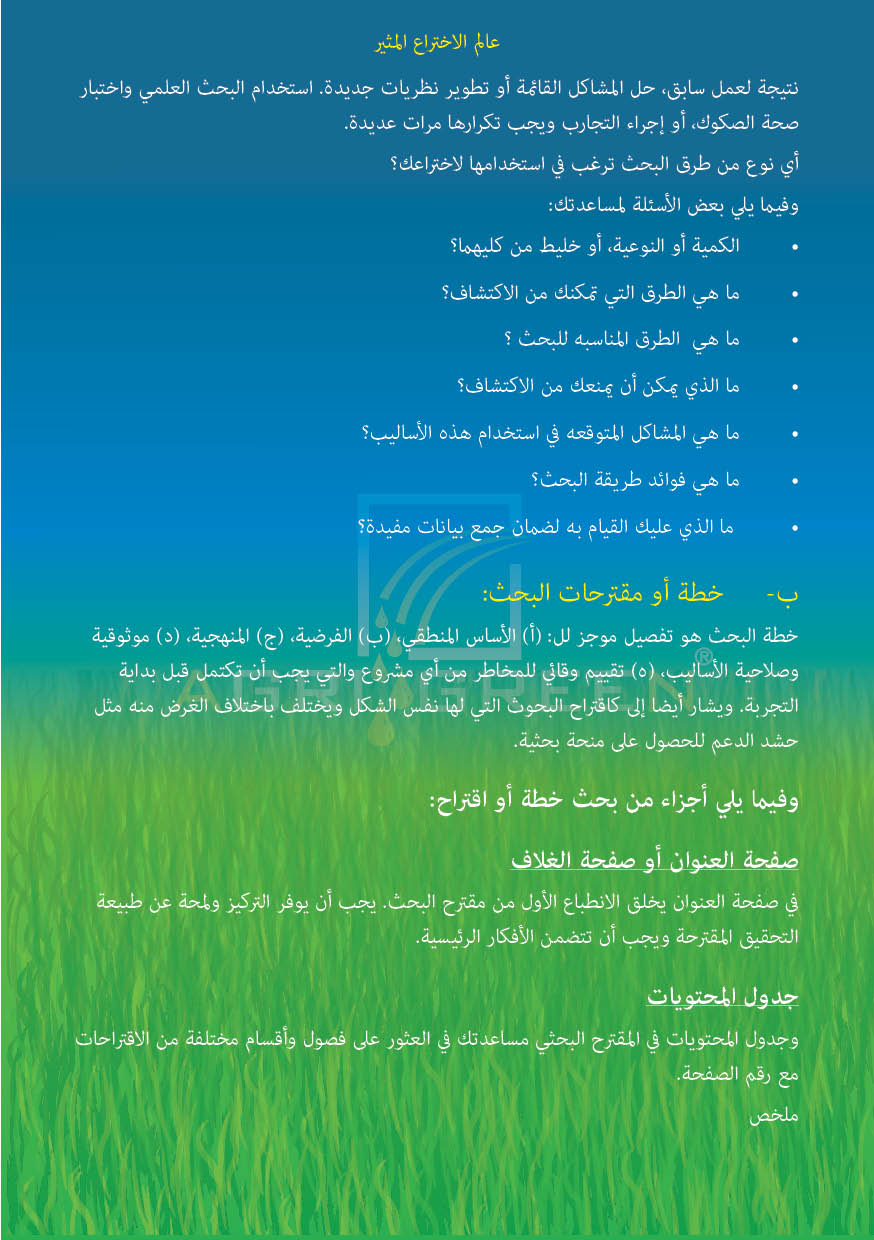 عالم الاختراع المثير
نتيجة لعمل سابق، حل المشاكل القائمة أو تطوير نظريات جديدة. استخدام البحث العلمي واختبار
صحة الصكوك، أو إجراء التجارب ويجب تكرارها مرات عديدة.
أي نوع من طرق البحث ترغب في استخدامها لاختراعك؟
وفيما يلي بعض الأسئلة لمساعدتك:
• الكمية أو النوعية، أو خليط من كليهما؟
• ما هي الطرق التي تمكنك من الاكتشاف؟
• ما هي الطرق المناسبه للبحث ؟
• ما الذي يمكن أن يمنعك من الاكتشاف؟
• ما هي المشاكل المتوقعه في استخدام هذه الأساليب؟
• ما هي فوائد طريقة البحث؟
• ما الذي عليك القيام به لضمان جمع بيانات مفيدة؟
ب- خطة أو مقترحات البحث:
خطة البحث هو تفصيل موجز لل: (أ) الأساس المنطقي، (ب) الفرضية، (ج) المنهجية، (د) موثوقية
وصلاحية الأساليب، (ه) تقييم وقائي للمخاطر من أي مشروع والتي يجب أن تكتمل قبل بداية
التجربة. ويشار أيضا إلى كاقتراح البحوث التي لها نفس الشكل ويختلف باختلاف الغرض منه مثل
حشد الدعم للحصول على منحة بحثية.
AGRIGREEN®
وفيما يلي أجزاء من بحث خطة أو اقتراح:
صفحة العنوان أو صفحة الغلاف
في صفحة العنوان يخلق الانطباع الأول من مقترح البحث. يجب أن يوفر التركيز ولمحة عن طبيعة
التحقيق المقترحة ويجب أن تتضمن الأفكار الرئيسية.
جدول المحتويات
وجدول المحتويات في المقترح البحثي مساعدتك في العثور على فصول وأقسام مختلفة من الاقتراحات
مع رقم الصفحة.
ملخص